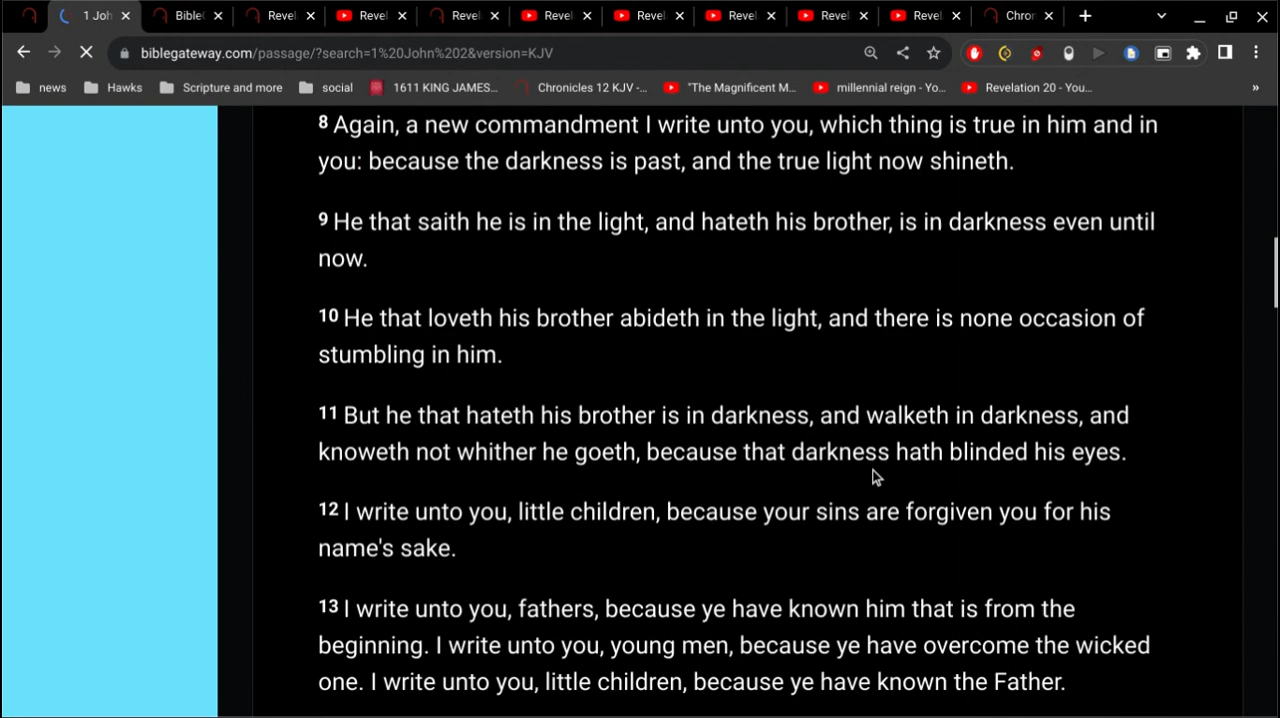 1 Joh
Bible
Revel
Revel
Revel
Revel
Revel
Revel
Revel
Revel
Chron
biblegateway.com/passage/?search=1%20John%202&version=KJV
news
Hawks
Scripture and more
social
1611 KING JAMES...
Chronicles 12 KJV -...
"The Magnificent M...
millennial reign - Yo...
Revelation 20 - You...
»
8 Again, a new commandment I write unto you, which thing is true in him and in
you: because the darkness is past, and the true light now shineth.
9 He that saith he is in the light, and hateth his brother, is in darkness even until
now.
10 He that loveth his brother abideth in the light, and there is none occasion of
stumbling in him.
11 But he that hateth his brother is in darkness, and walketh in darkness, and
knoweth not whither he goeth, because that darkness hath blinded his eyes.
12 I write unto you, little children, because your sins are forgiven you for his
name's sake.
13 I write unto you, fathers, because ye have known him that is from the
beginning. I write unto you, young men, because ye have overcome the wicked
one. I write unto you, little children, because ye have known the Father.